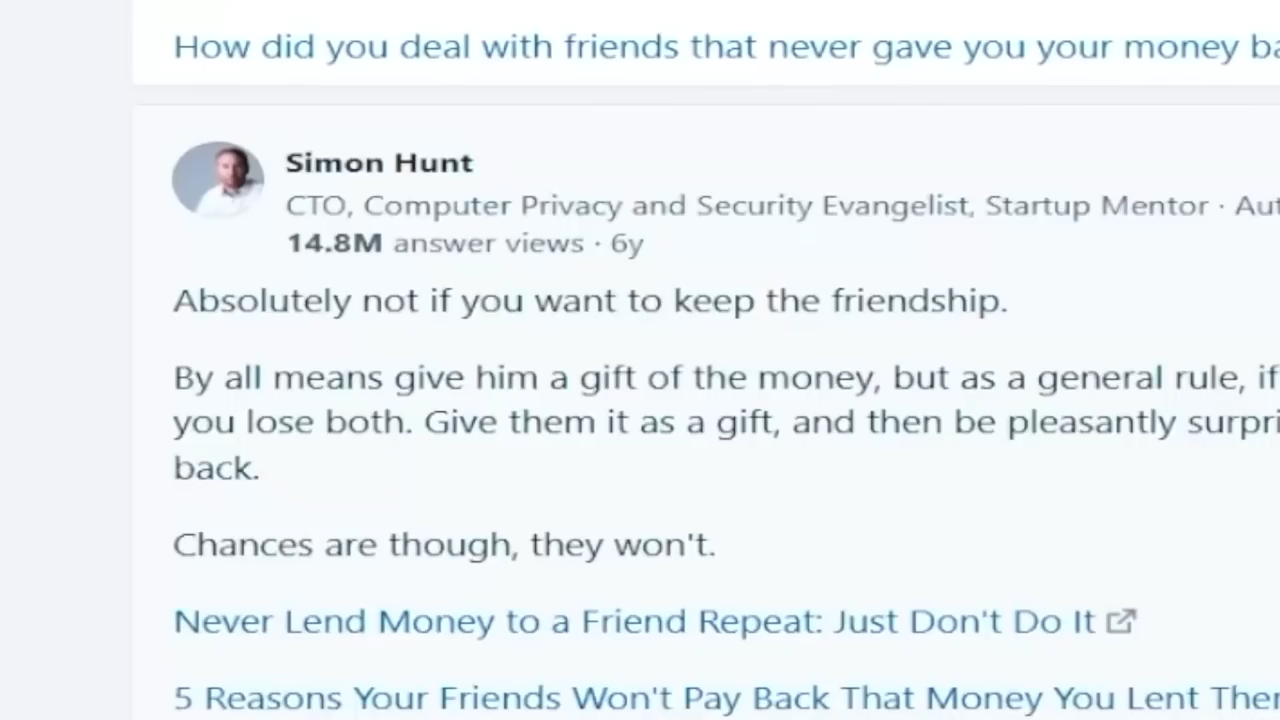 How did you deal with friends that never gave you your money
Simon Hunt
CTO, Computer Privacy and Security Evangelist, Startup Mentor ·
14.8M answer views · 6y
Absolutely not if you want to keep the friendship.
By all means give him a gift of the money, but as a general rule, if
you lose both. Give them it as a gift, and then be pleasantly
back.
Chances are though, they won't.
Never Lend Money to a Friend Repeat: Just Don't Do It
5 Reasons Your Friends Won't Pay Back That Money You Lent